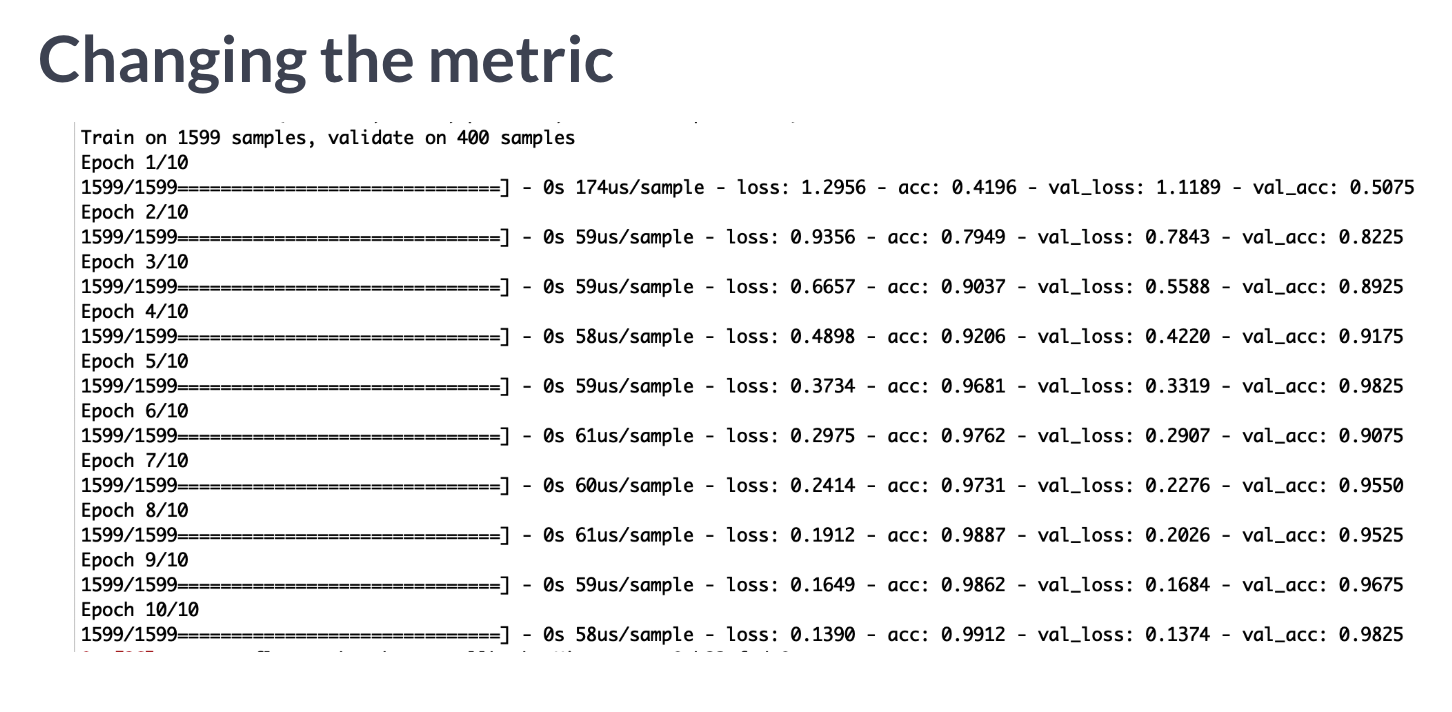 Changing the metric
Train on 1599 samples, validate on 400 samples
Epoch 1/10
1599/1599==============================] - 0s 174us/sample - loss: 1.2956 - acc: 0.4196 - val_loss: 1.1189 - val_acc: 0.5075
Epoch 2/10
1599/1599==============================] - 0s 59us/sample - loss: 0.9356 - acc: 0.7949 - val_loss: 0.7843 - val_acc: 0.8225
Epoch 3/10
1599/1599==============================] - 0s 59us/sample - loss: 0.6657 - acc: 0.9037 - val_loss: 0.5588 - val_acc: 0.8925
Epoch 4/10
1599/1599==============================] - 0s 58us/sample - loss: 0.4898 - acc: 0.9206 - val_loss: 0.4220 - val_acc: 0.9175
Epoch 5/10
1599/1599==============================] - 0s 59us/sample - loss: 0.3734 - acc: 0.9681 - val_loss: 0.3319 - val_acc: 0.9825
Epoch 6/10
1599/1599==============================] - 0s 61us/sample - loss: 0.2975 - acc: 0.9762 - val_loss: 0.2907 - val_acc: 0.9075
Epoch 7/10
1599/1599==============================] - 0s 60us/sample - loss: 0.2414 - acc: 0.9731 - val_loss: 0.2276 - val_acc: 0.9550
Epoch 8/10
1599/1599==============================] - 0s 61us/sample - loss: 0.1912 - acc: 0.9887 - val_loss: 0.2026 - val_acc: 0.9525
Epoch 9/10
1599/1599==============================] - 0s 59us/sample - loss: 0.1649 - acc: 0.9862 - val_loss: 0.1684 - val_acc: 0.9675
Epoch 10/10
1599/1599==============================] - 0s 58us/sample - loss: 0.1390 - acc: 0.9912 - val_loss: 0.1374 - val_acc: 0.9825